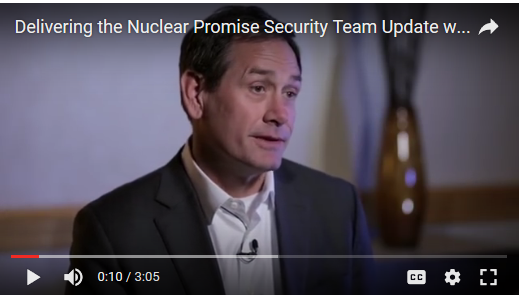 Delivering the Nuclear Promise Security Team Update w...
0:10 / 3:05
CC